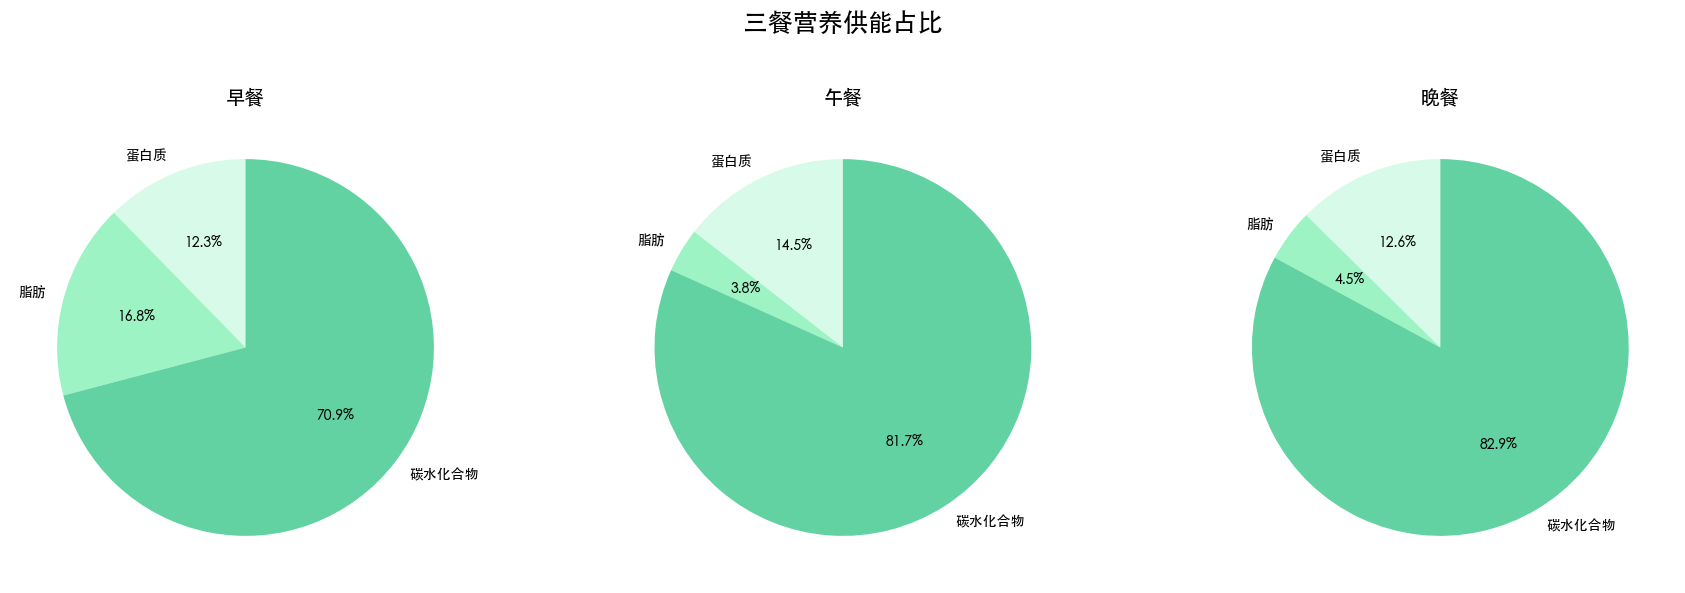 三餐营养供能占比
早餐
蛋白质
12.3%
脂肪
16.8%
70.9%
碳水化合物
午餐
蛋白质
14.5%
脂肪
3.8%
81.7%
碳水化合物
晚餐
蛋白质
12.6%
脂肪
4.5%
82.9%
碳水化合物